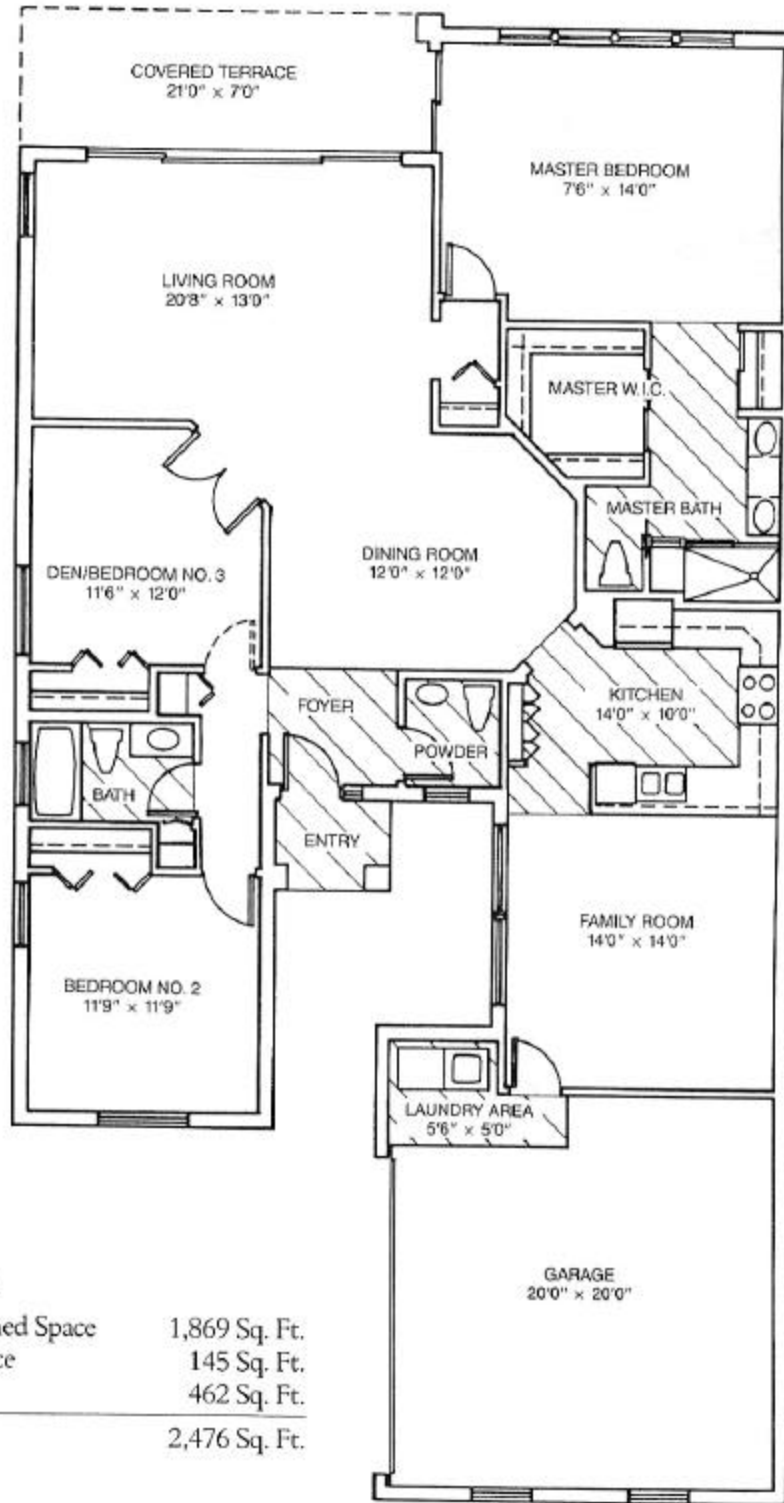 COVERED TERRACE
21'0" × 7'0"
MASTER BEDROOM
7'6" × 14'0"
LIVING ROOM
20'8" × 13'0"
MASTER W.I.C.
MASTER BATH
DINING ROOM
12'0" × 12'0"
DEN/BEDROOM NO. 3
11'6" × 12'0"
FOYER
KITCHEN
14'0" × 10'0"
POWDER
BATH
ENTRY
FAMILY ROOM
14'0" × 14'0"
BEDROOM NO. 2
11'9" × 11'9"
LAUNDRY AREA
5'6" × 5'0"
GARAGE
20'0" × 20'0"
ned Space 1,869 Sq. Ft.
ce 145 Sq. Ft.
462 Sq. Ft.
2,476 Sq. Ft.